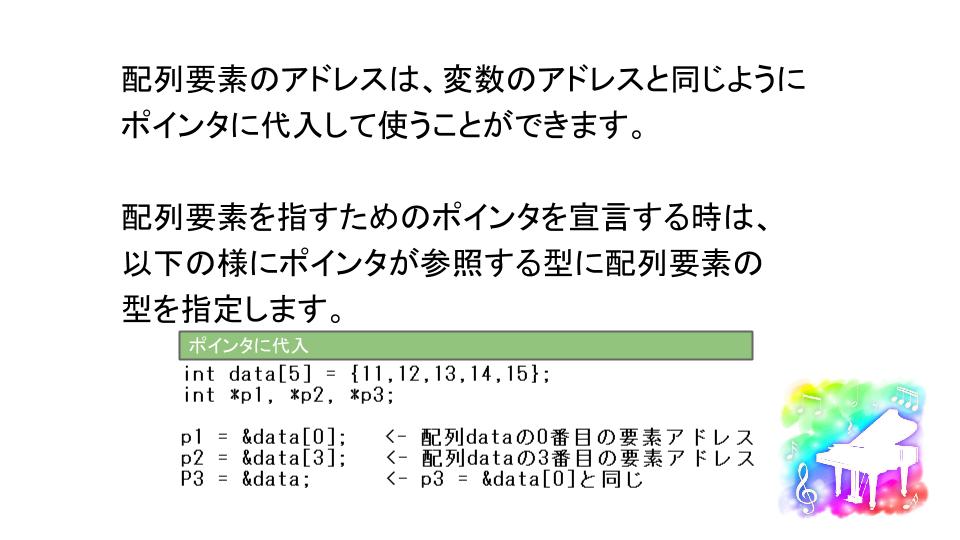 配列要素のアドレスは、変数のアドレスと同じように
ポインタに代入して使うことができます。
配列要素を指すためのポインタを宣言する時は、
以下の様にポインタが参照する型に配列要素の
型を指定します。
ポインタに代入
int data[5] = {11,12,13,14,15};
int *p1, *p2, *p3;
p1 = &data[0];   <- 配列dataの0番目の要素アドレス
p2 = &data[3];   <- 配列dataの3番目の要素アドレス
P3 = &data;      <- p3 = &data[0]と同じ